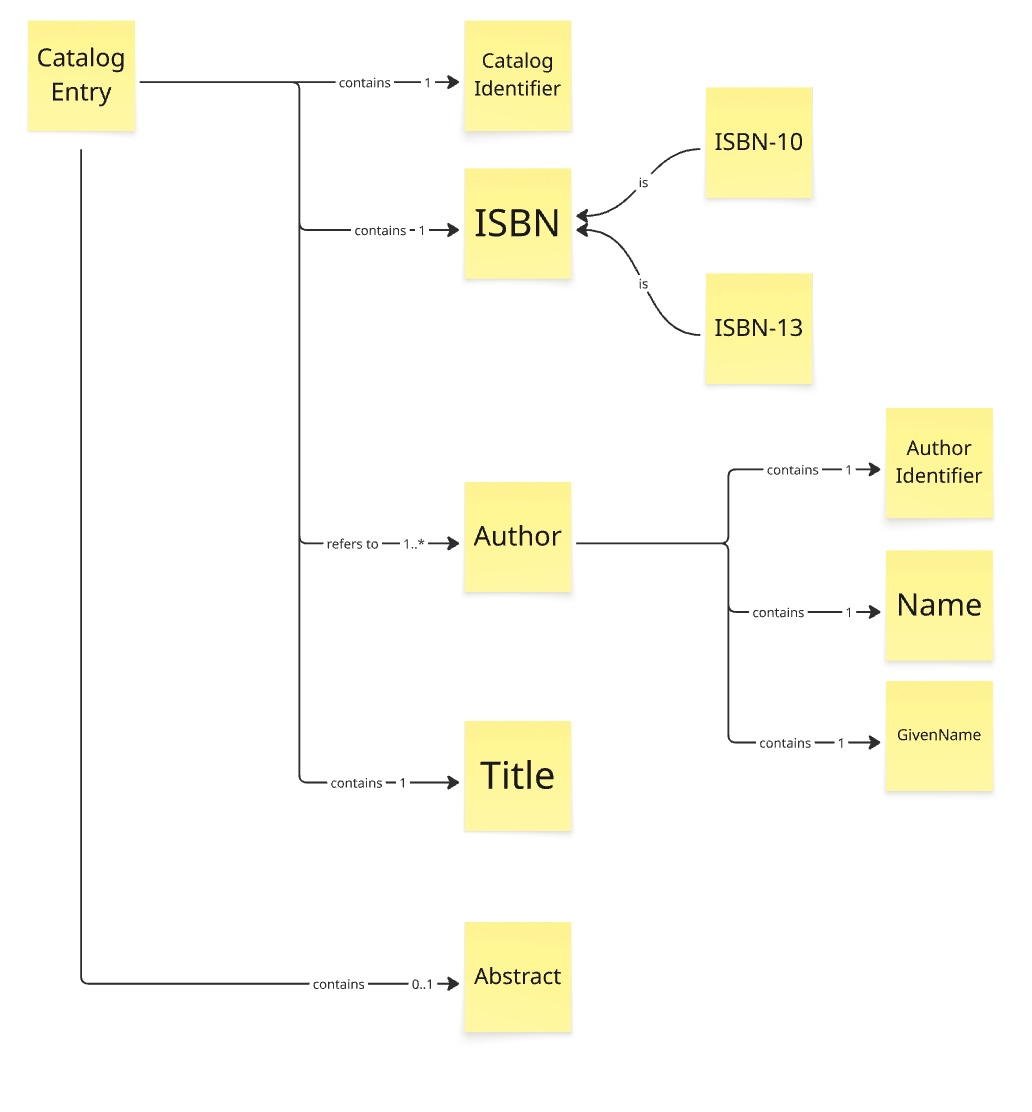 Catalog
Entry
contains
1
Catalog
Identifier
ISBN-10
is
contains
1
ISBN
is
ISBN-13
Author
Identifier
contains
1
refers to
1..*
Author
contains
1
Name
contains
1
GivenName
contains
1
Title
contains
0..1
Abstract